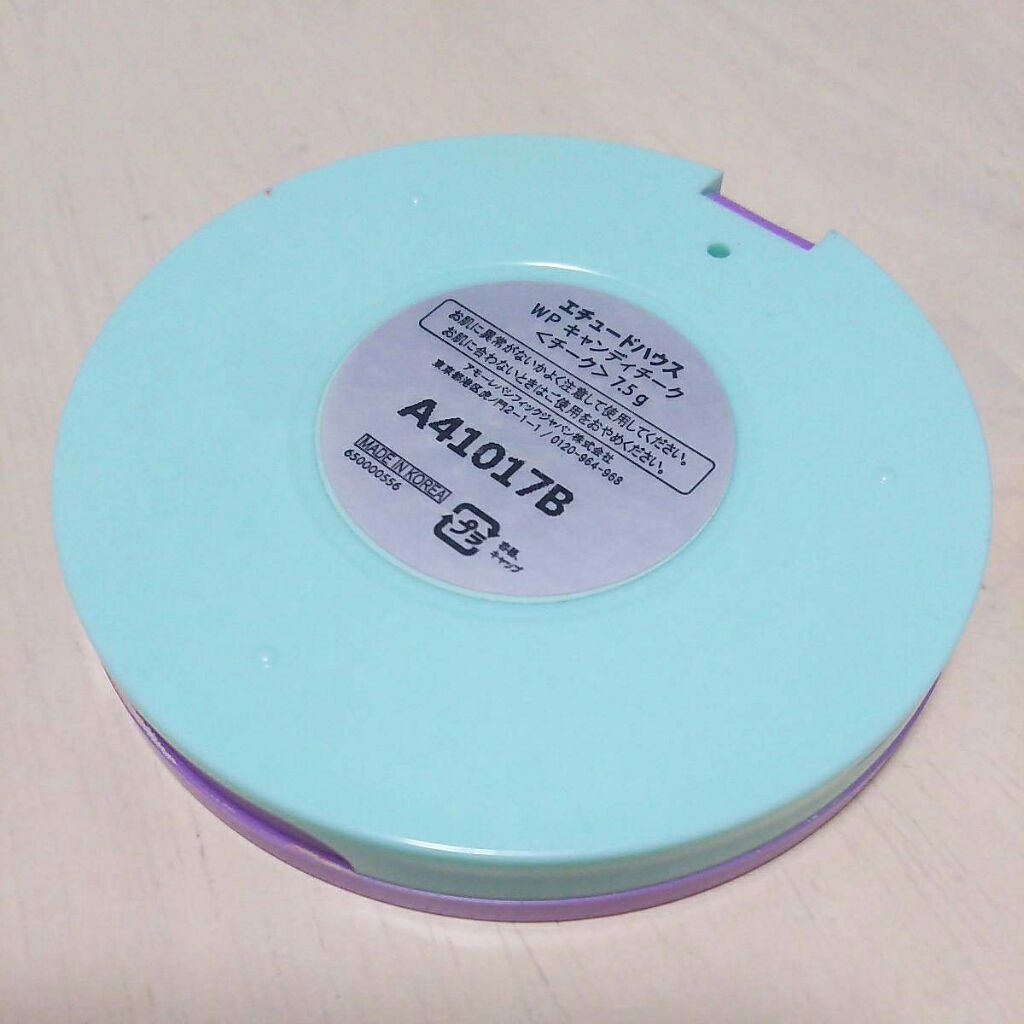 エチュードハウス
WP キャンディチーク
<チーク> 7.5g
お肌に異常がないかよく注意して使用してください。
お肌に合わないときはご使用をおやめください。
アモーレパシフィックジャパン株式会社
東京都港区虎ノ門2-1-1 / 0120-964-968
A41017B
MADE IN KOREA
650000556
プラ
容器、
キャップ